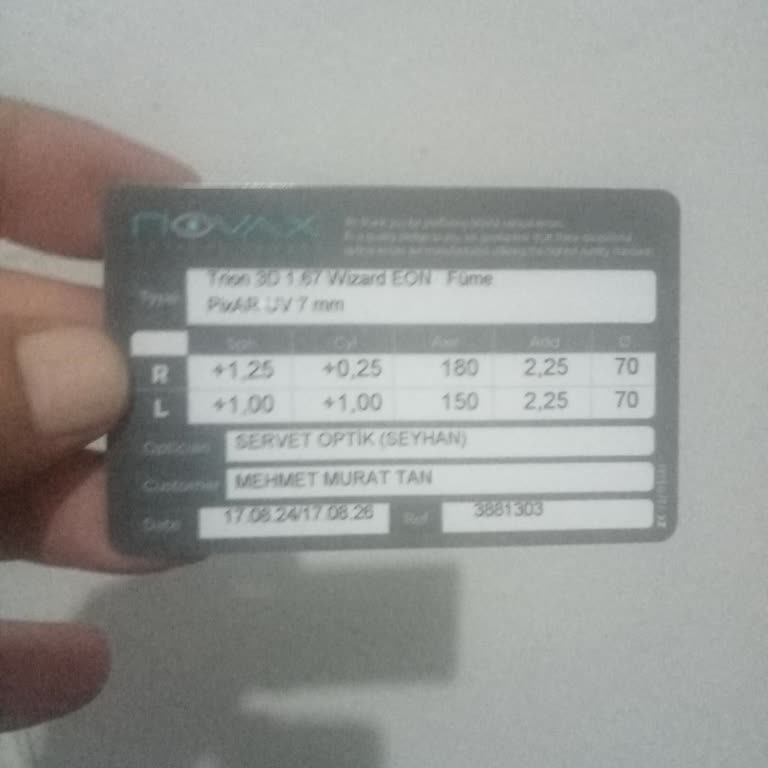 NOVAX
Type
Trion 3D 1.67 Wizard EON Füme
PixAR UV 7 mm
Sph Cyl Axe Add Ø
R +1,25 +0,25 180 2,25 70
L +1,00 +1,00 150 2,25 70
Optician SERVET OPTİK (SEYHAN)
Customer MEHMET MURAT TAN
Date 17.08.24/17.08.26 Ref 3881303